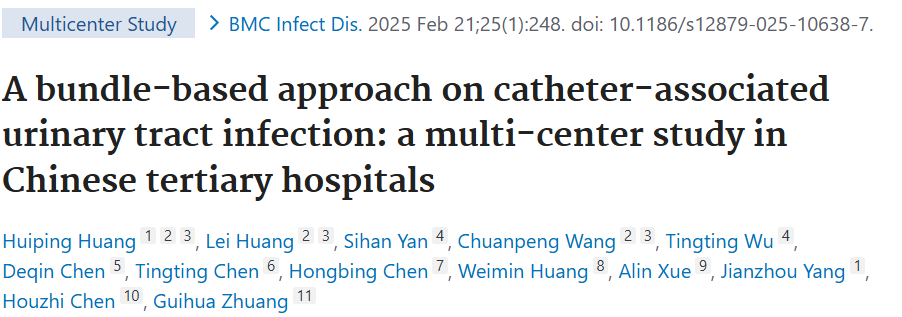 Multicenter Study > BMC Infect Dis. 2025 Feb 21;25(1):248. doi: 10.1186/s12879-025-10638-7.
A bundle-based approach on catheter-associated
urinary tract infection: a multi-center study in
Chinese tertiary hospitals
Huiping Huang 1 2 3, Lei Huang 2 3, Sihan Yan 4, Chuanpeng Wang 2 3, Tingting Wu 4,
Deqin Chen 5, Tingting Chen 6, Hongbing Chen 7, Weimin Huang 8, Alin Xue 9, Jianzhou Yang 1,
Houzhi Chen 10, Guihua Zhuang 11